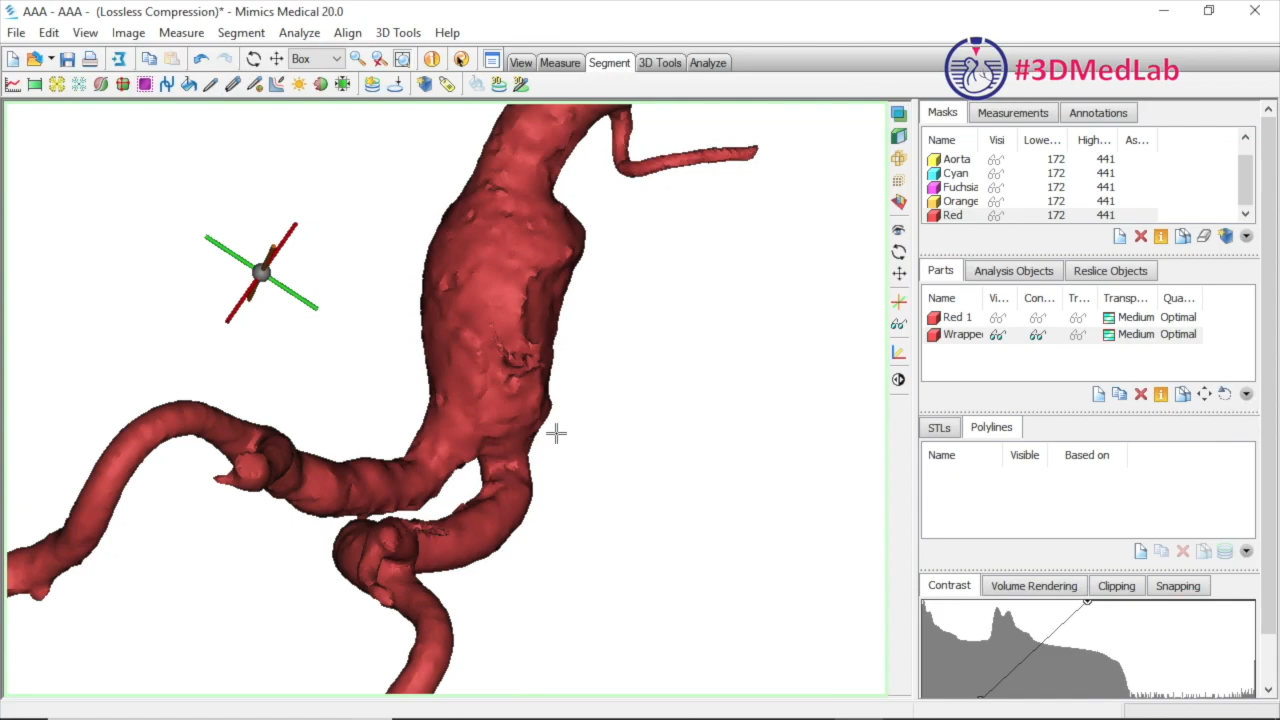 AAA - AAA - (Lossless Compression)* - Mimics Medical 20.0
File Edit View Image Measure Segment Analyze Align 3D Tools Help
Box
View Measure Segment 3D Tools Analyze
#3DMedLab
Masks Measurements Annotations
Name Visi Lowe... High... As...
Aorta 172 441
Cyan 172 441
Fuchsia 172 441
Orange 172 441
Red 172 441
Parts Analysis Objects Reslice Objects
Name Vi... Con... Tr... Transp... Qua...
Red 1 Medium Optimal
Wrapped Medium Optimal
STLs Polylines
Name Visible Based on
Contrast Volume Rendering Clipping Snapping